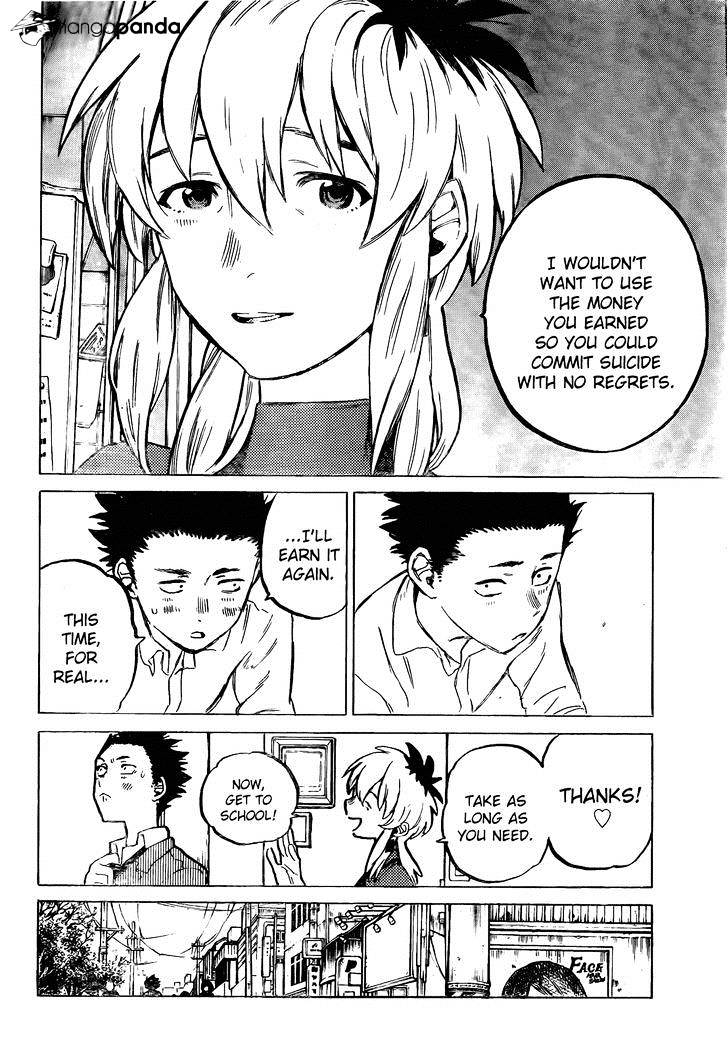 mangapanda
I WOULDN'T
WANT TO USE
THE MONEY
YOU EARNED
SO YOU COULD
COMMIT SUICIDE
WITH NO REGRETS.
...I'LL
EARN IT
AGAIN.
THIS
TIME,
FOR
REAL...
THANKS!
♡
TAKE AS
LONG AS
YOU NEED.
NOW,
GET TO
SCHOOL!
FACE
HAIR